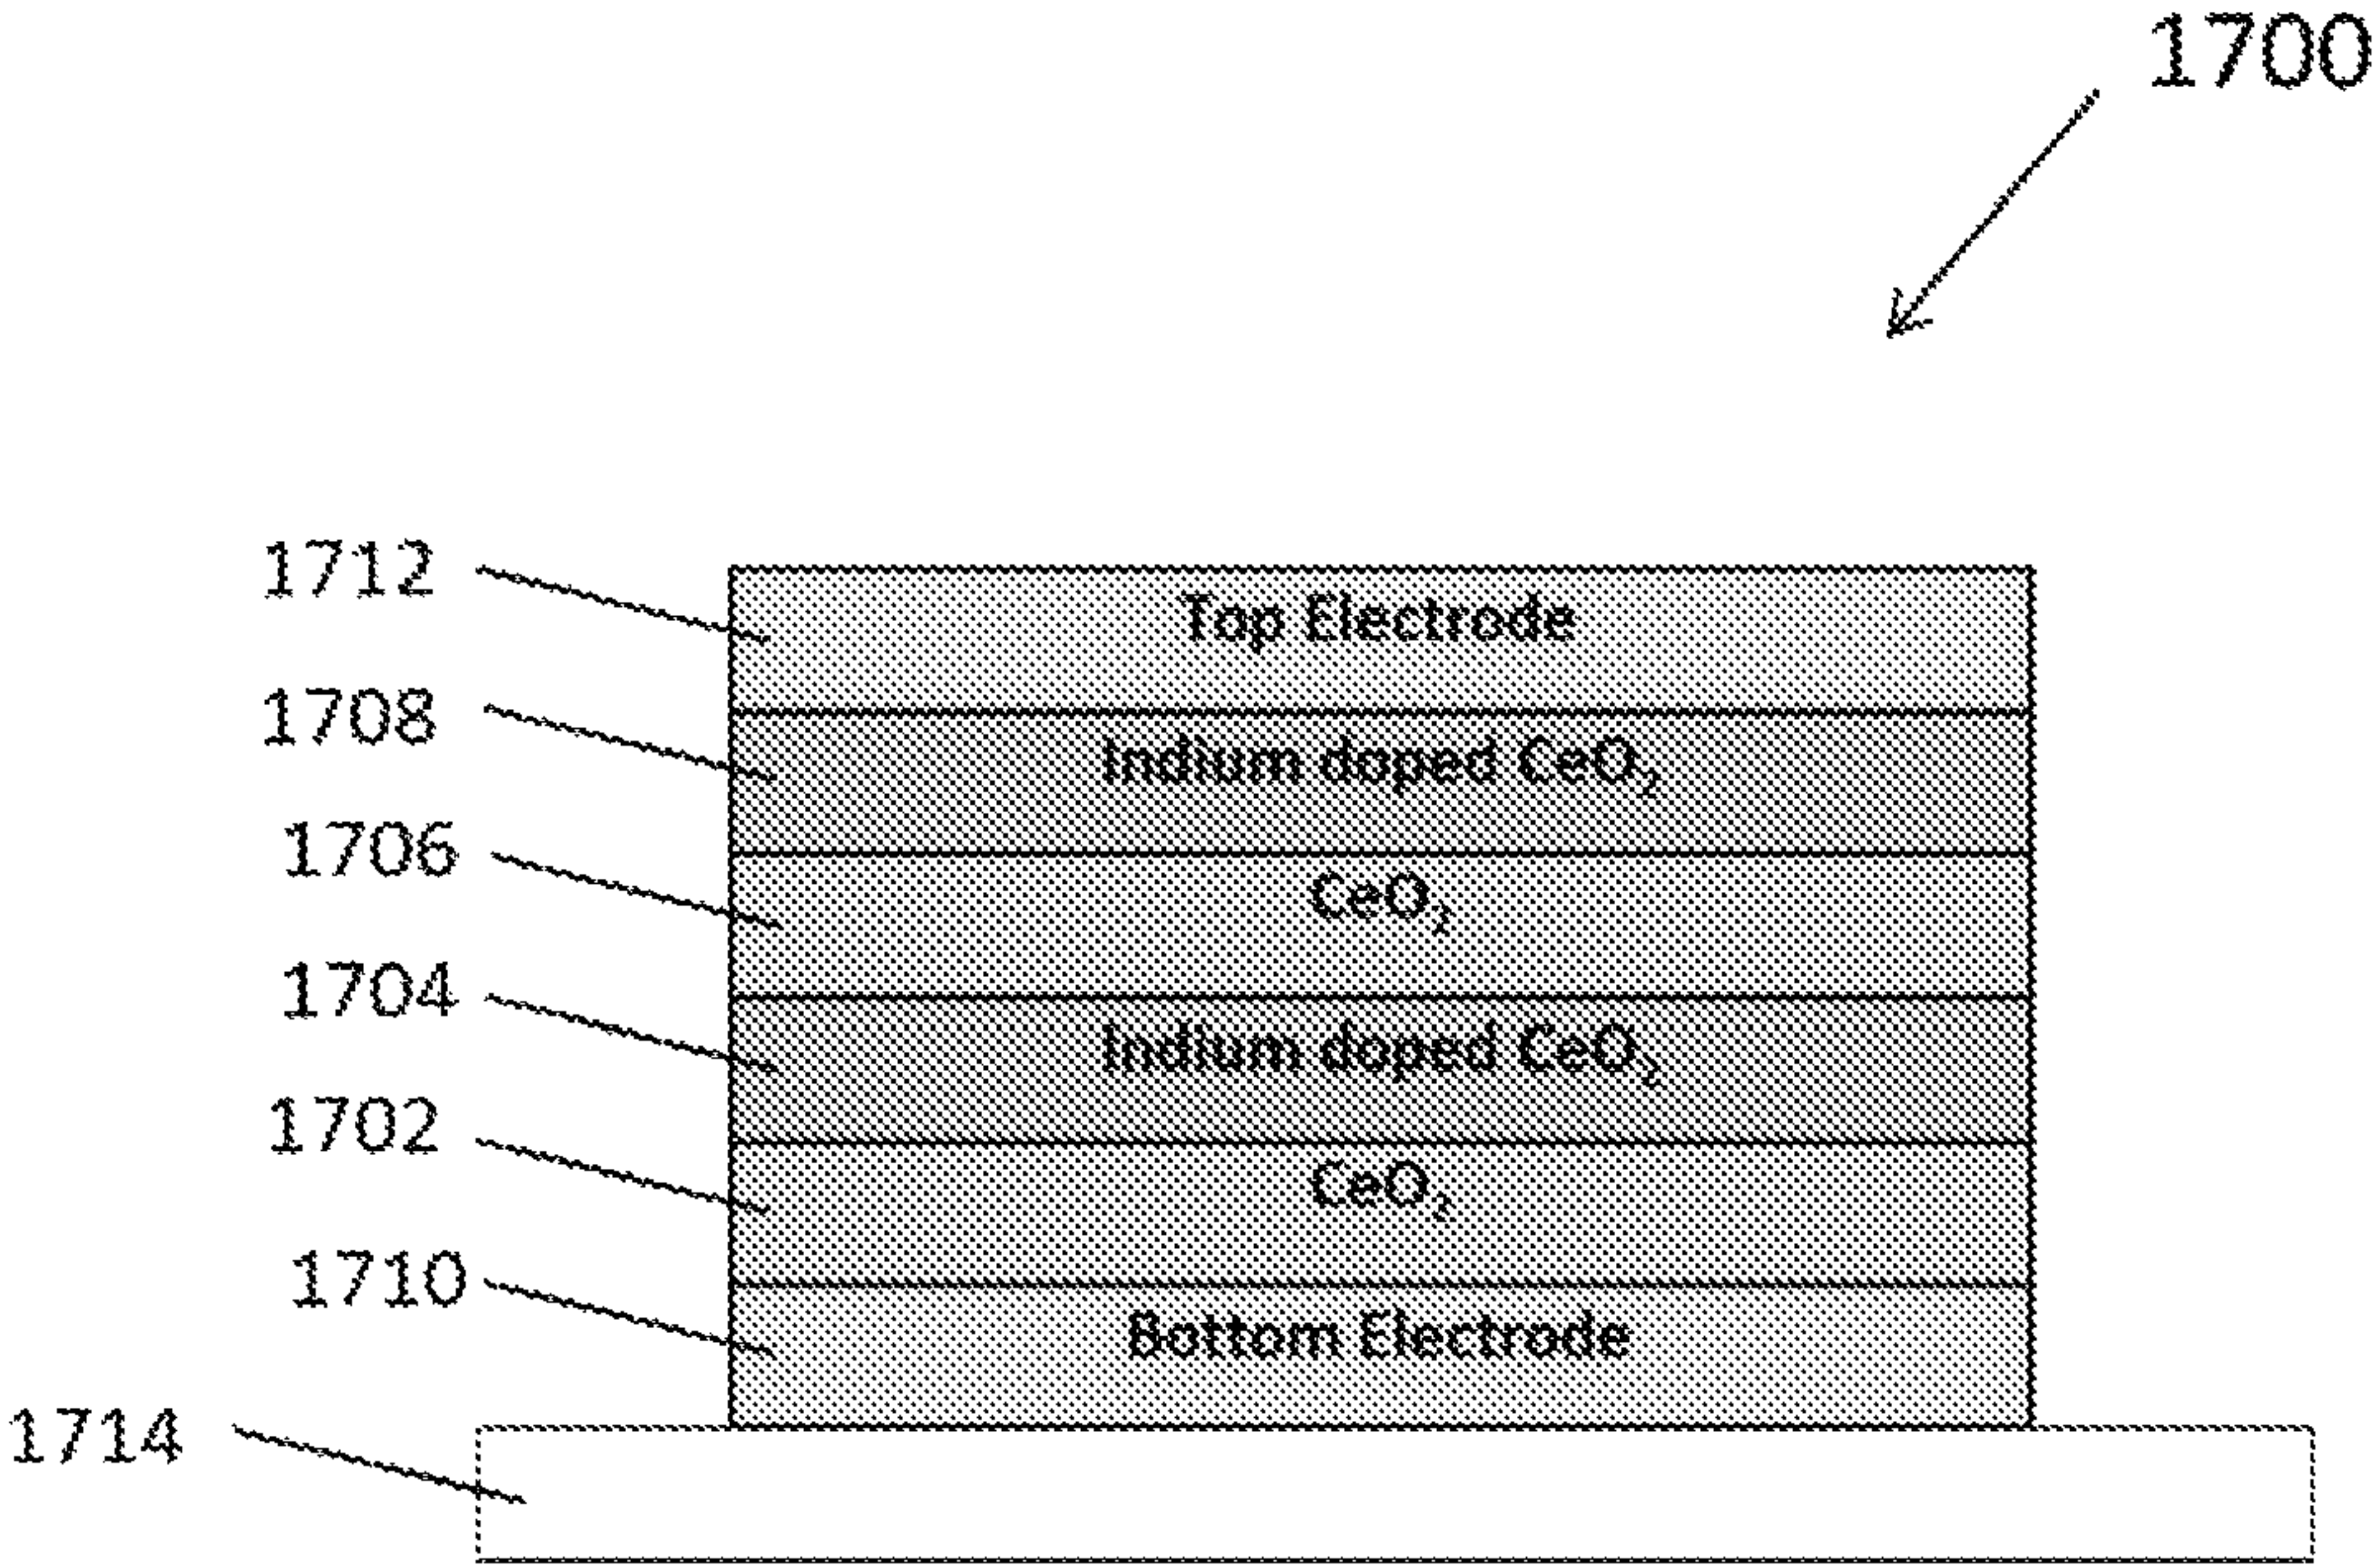 1700
1712 Top Electrode
1708 Indium doped CeO₂
1706 CeO₂
1704 Indium doped CeO₂
1702 CeO₂
1710 Bottom Electrode
1714